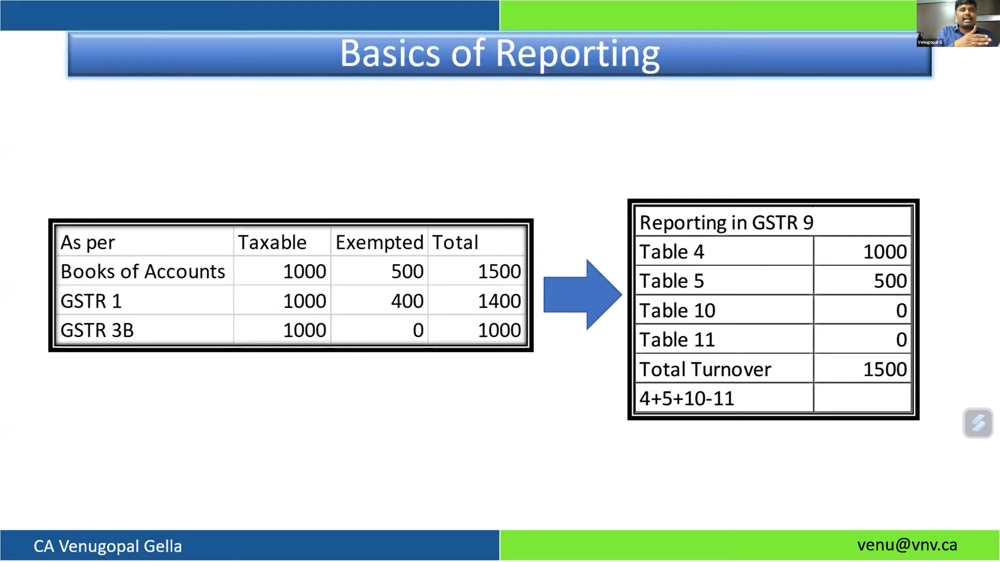 Venugopal G
Basics of Reporting
As per Taxable Exempted Total
Books of Accounts 1000 500 1500
GSTR 1 1000 400 1400
GSTR 3B 1000 0 1000
Reporting in GSTR 9
Table 4 1000
Table 5 500
Table 10 0
Table 11 0
Total Turnover 1500
4+5+10-11
CA Venugopal Gella
venu@vnv.ca